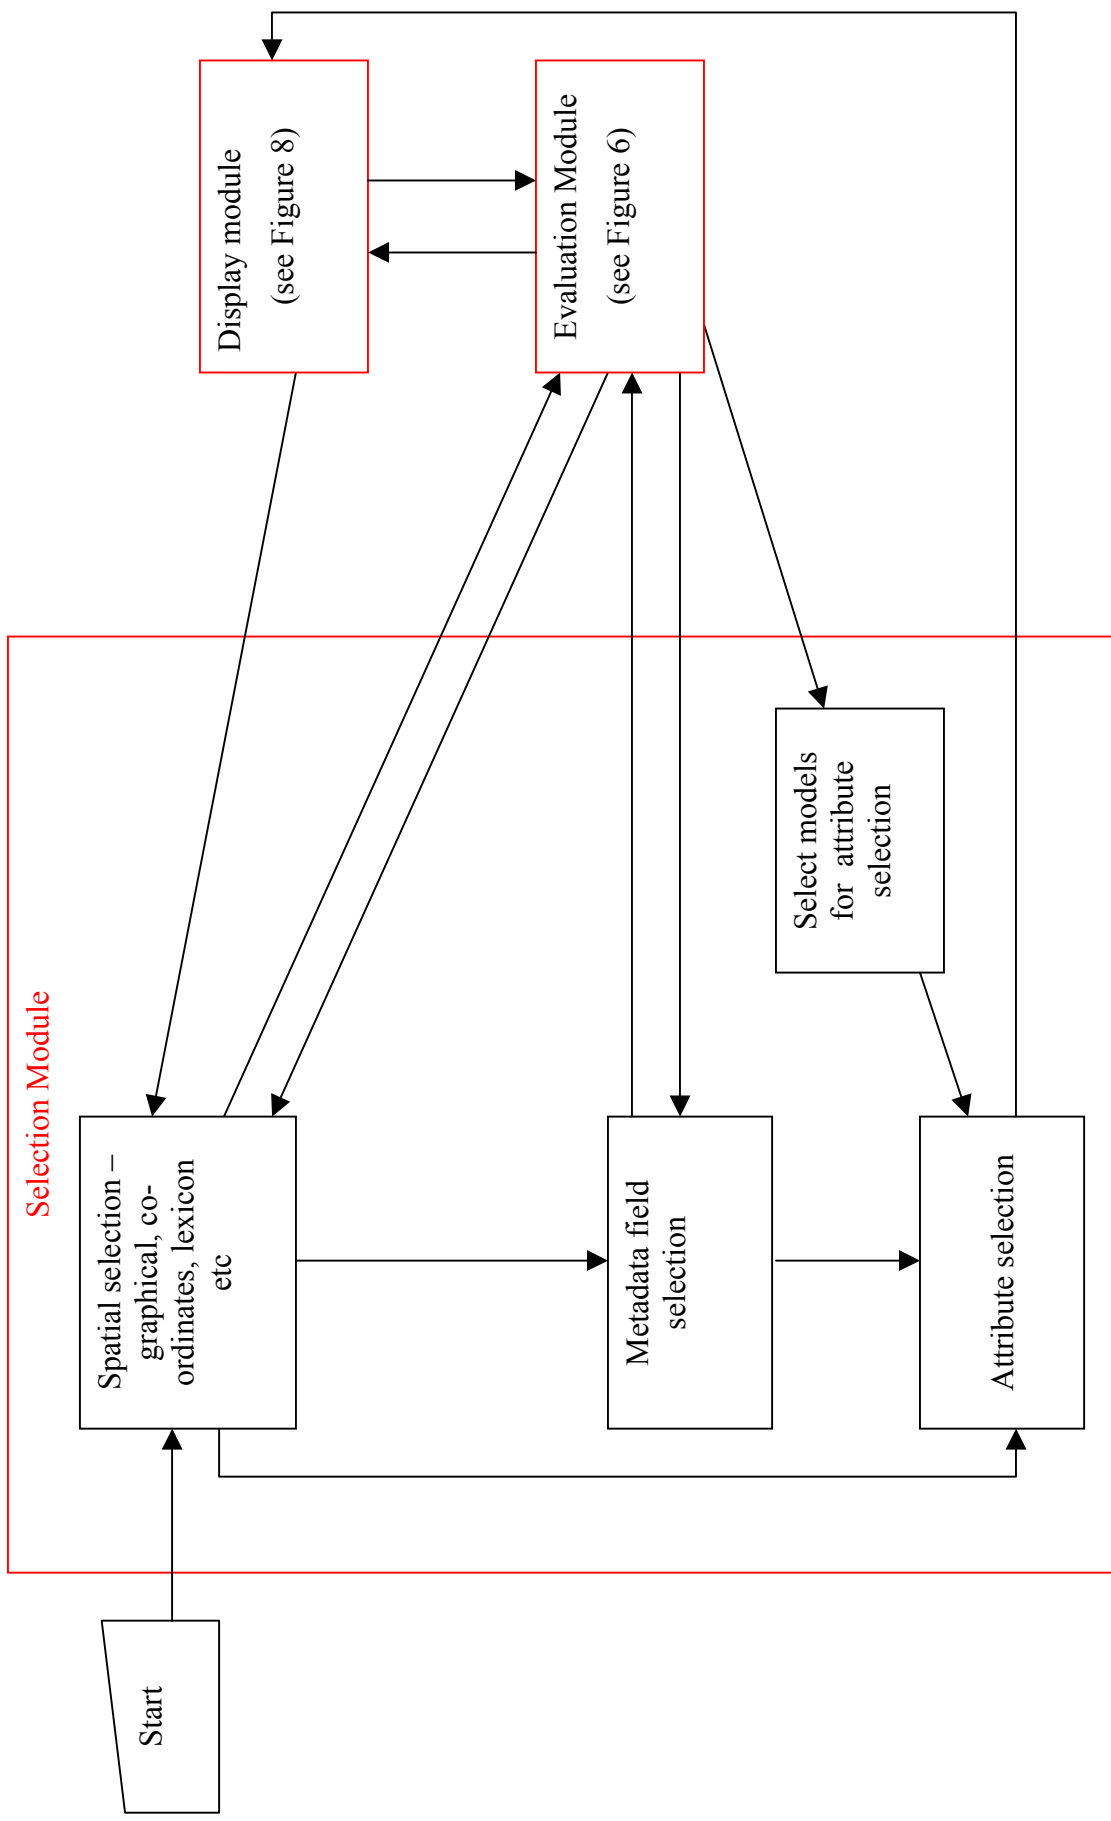 Selection Module
Start
Spatial selection –
graphical, co-
ordinates, lexicon
etc
Display module
(see Figure 8)
Evaluation Module
(see Figure 6)
Metadata field
selection
Select models
for  attribute
selection
Attribute selection